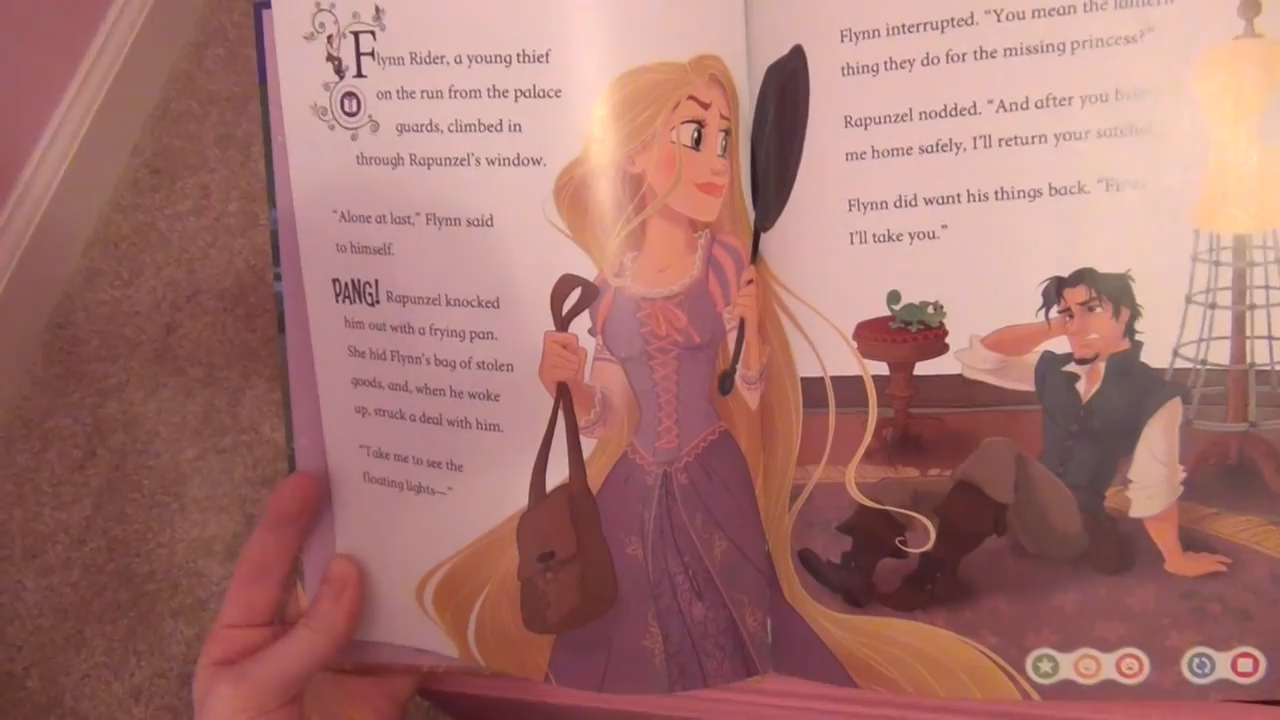 Flynn Rider, a young thief
on the run from the palace
guards, climbed in
through Rapunzel's window.
"Alone at last," Flynn said
to himself.
PANG! Rapunzel knocked
him out with a frying pan.
She hid Flynn's bag of stolen
goods, and, when he woke
up, struck a deal with him.
"Take me to see the
floating lights—"
Flynn interrupted. "You mean the lantern
thing they do for the missing princess?"
Rapunzel nodded. "And after you
me home safely, I'll return your satchel
Flynn did want his things back.
I'll take you."